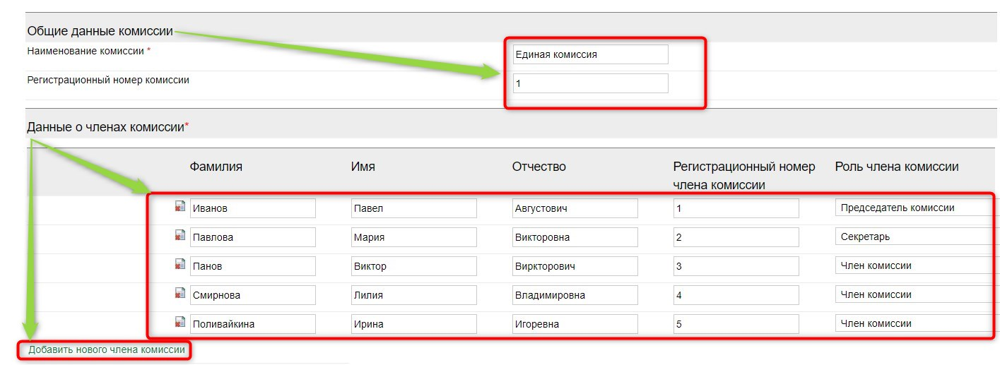 Общие данные комиссии
Наименование комиссии * Единая комиссия
Регистрационный номер комиссии 1
Данные о членах комиссии*
Фамилия Имя Отчество Регистрационный номер Роль члена комиссии
члена комиссии
Иванов Павел Августович 1 Председатель комиссии
Павлова Мария Викторовна 2 Секретарь
Панов Виктор Виркторович 3 Член комиссии
Смирнова Лилия Владимировна 4 Член комиссии
Поливайкина Ирина Игоревна 5 Член комиссии
Добавить нового члена комиссии